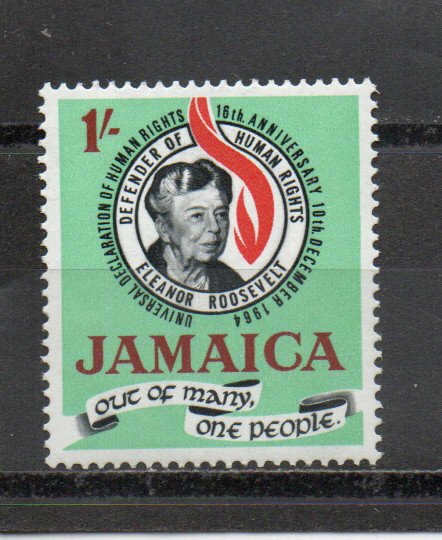 1/-
UNIVERSAL DECLARATION OF HUMAN RIGHTS
16th. ANNIVERSARY 10th. DECEMBER 1964
DEFENDER OF HUMAN RIGHTS
ELEANOR ROOSEVELT
JAMAICA
OUT OF MANY,
ONE PEOPLE.